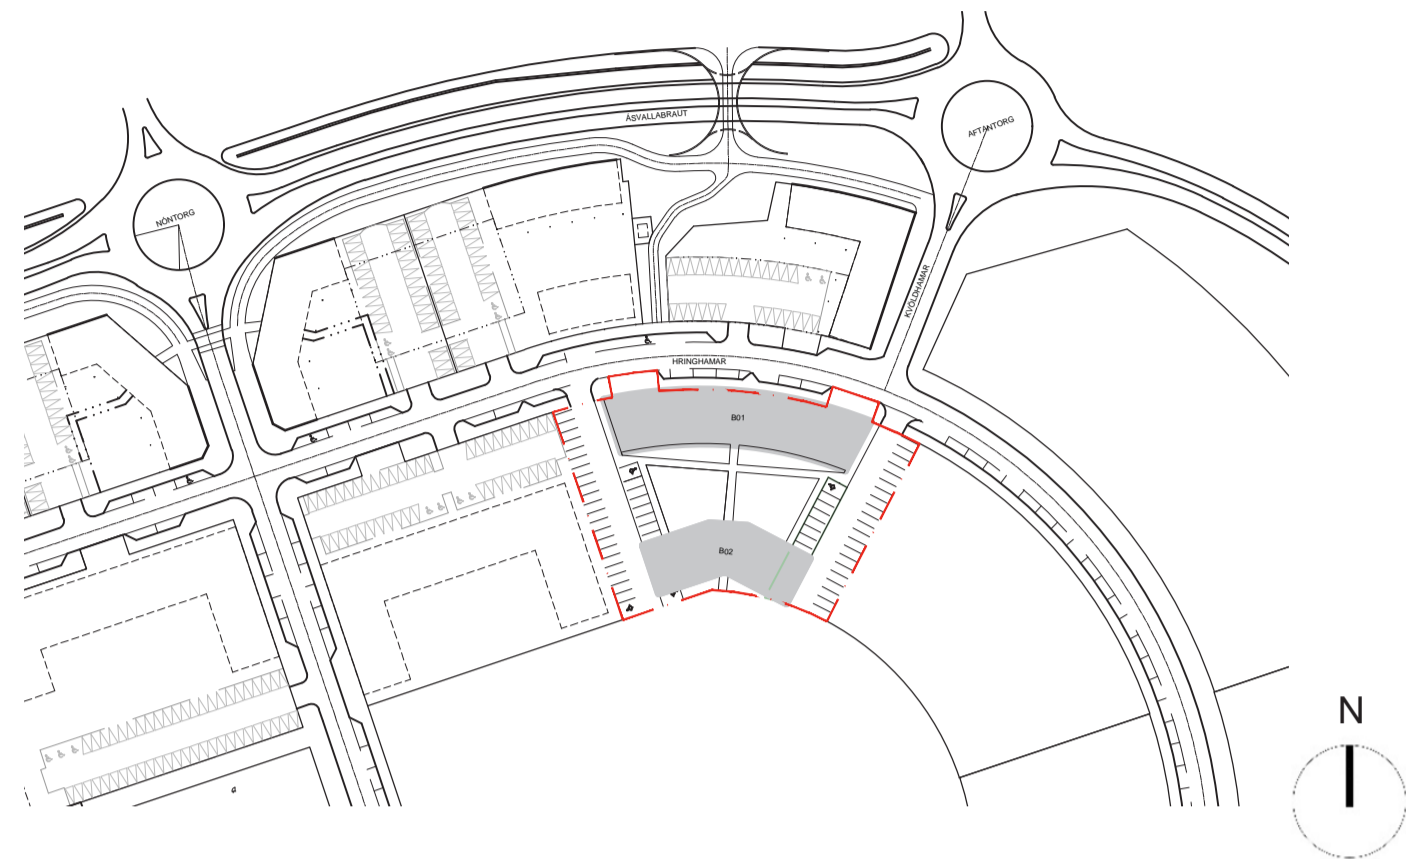 ÁSVALLABRAUT
AFTANTORG
NÓNTORG
KVÖLDHAMAR
HRINGHAMAR
B01
B02
N